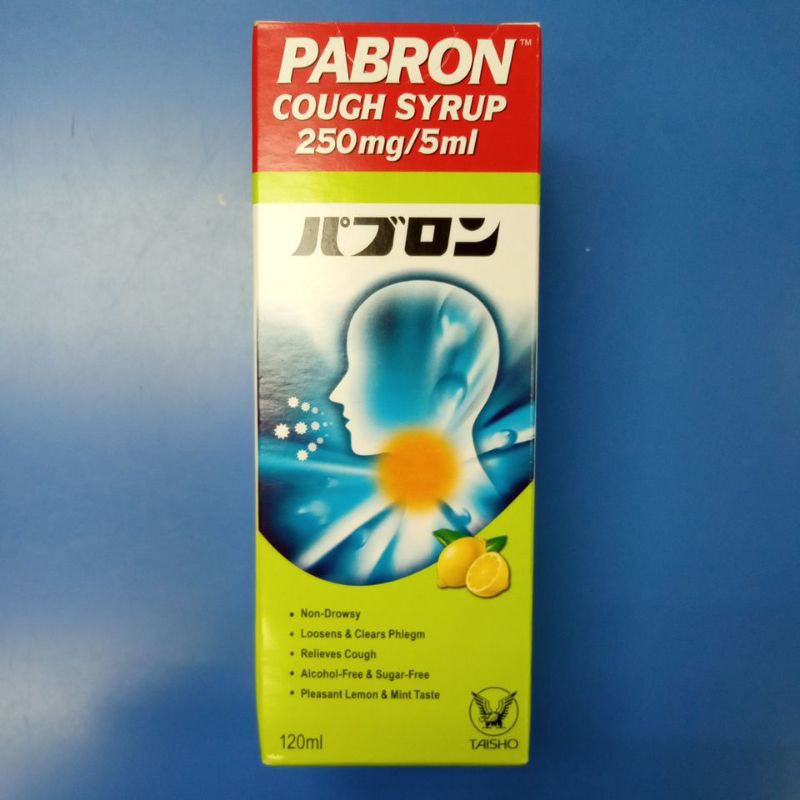 PABRON™
COUGH SYRUP
250mg/5ml
パブロン
• Non-Drowsy
• Loosens & Clears Phlegm
• Relieves Cough
• Alcohol-Free & Sugar-Free
• Pleasant Lemon & Mint Taste
120ml
TAISHO